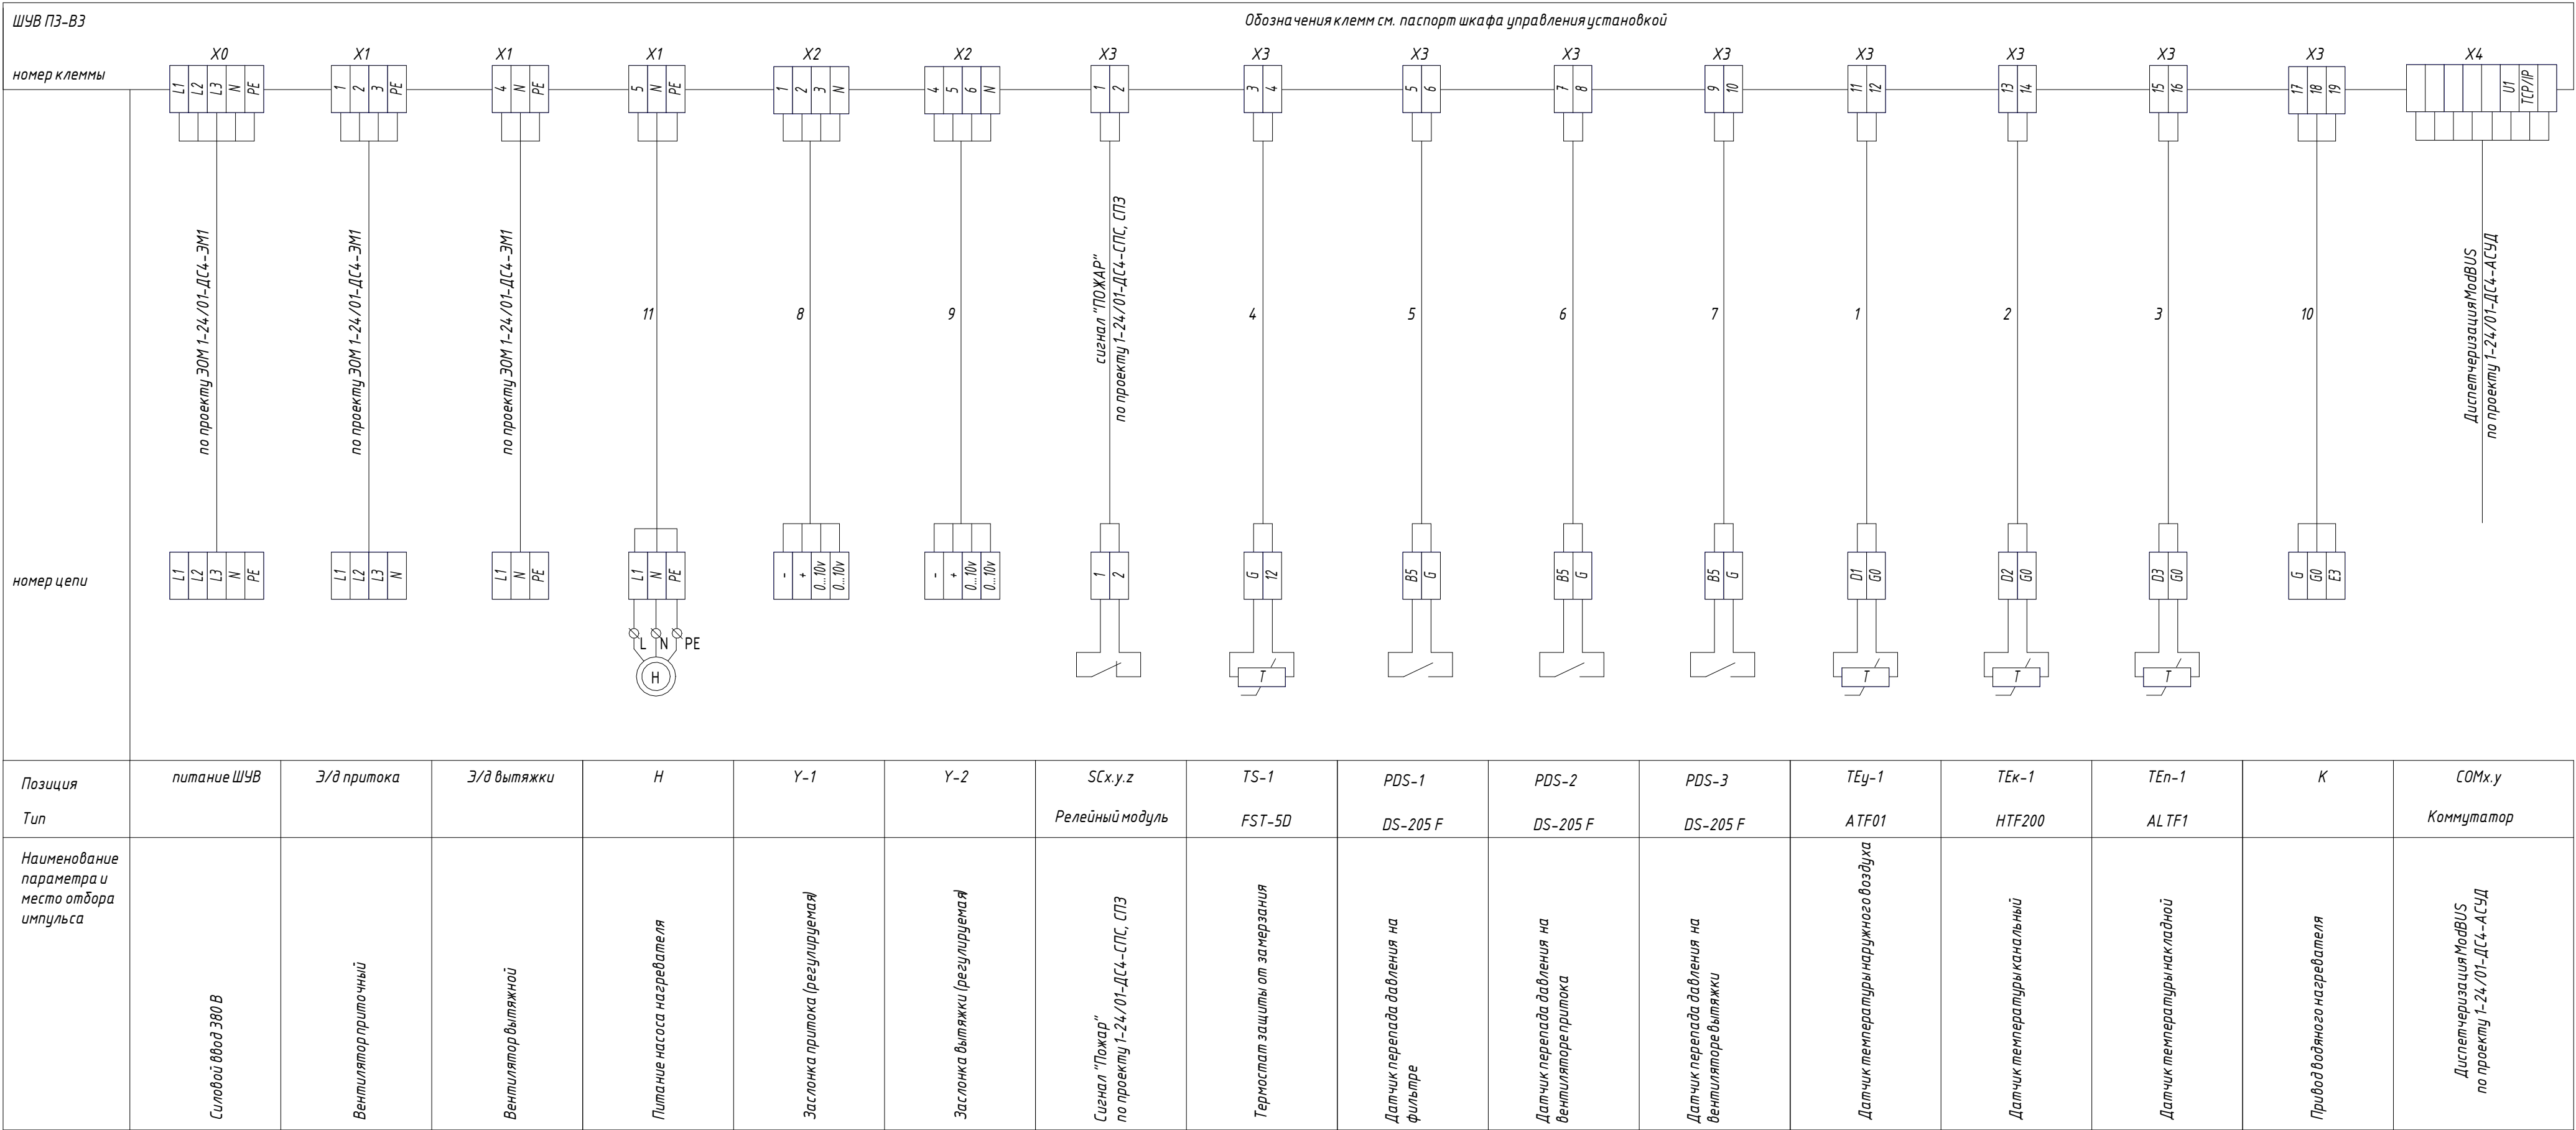 ШУВ П3-В3
Обозначения клемм см. паспорт шкафа управления установкой
X0
X1
X1
X1
X2
X2
X3
X3
X3
X3
X3
X3
X3
X3
X3
X4
номер клеммы
L1 L2 L3 N PE
1 2 3 PE
4 N PE
5 N PE
1 2 3 N
4 5 6 N
1 2
3 4
5 6
7 8
9 10
11 12
13 14
15 16
17 18 19
U1 TCP/IP
по проекту ЭОМ 1-24/01-ДС4-ЭМ1
по проекту ЭОМ 1-24/01-ДС4-ЭМ1
по проекту ЭОМ 1-24/01-ДС4-ЭМ1
11
8
9
сигнал "ПОЖАР"
по проекту 1-24/01-ДС4-СПС, СПЗ
4
5
6
7
1
2
3
10
Диспетчеризация ModBUS
по проекту 1-24/01-ДС4-АСУД
номер цепи
L1 L2 L3 N PE
L1 L2 L3 N
L1 N PE
L1 N PE
- + 0...10v 0...10v
- + 0...10v 0...10v
1 2
G 12
B5 G
B5 G
B5 G
D1 G0
D2 G0
D3 G0
G G0 E3
L N PE
H
T
T
T
T
Позиция
питание ШУВ
Э/д притока
Э/д вытяжки
Н
Y-1
Y-2
SCx.y.z
TS-1
PDS-1
PDS-2
PDS-3
TEу-1
TEк-1
TEп-1
К
COMx.y
Тип
Релейный модуль
FST-5D
DS-205 F
DS-205 F
DS-205 F
ATF01
HTF200
ALTF1
Коммутатор
Наименование
параметра и
место отбора
импульса
Силовой ввод 380 В
Вентилятор приточный
Вентилятор вытяжной
Питание насоса нагревателя
Заслонка притока (регулируемая)
Заслонка вытяжки (регулируемая)
Сигнал "Пожар"
по проекту 1-24/01-ДС4-СПС, СПЗ
Термостат защиты от замерзания
Датчик перепада давления на
фильтре
Датчик перепада давления на
вентиляторе притока
Датчик перепада давления на
вентиляторе вытяжки
Датчик температуры наружного воздуха
Датчик температуры канальный
Датчик температуры накладной
Привод водяного нагревателя
Диспетчеризация ModBUS
по проекту 1-24/01-ДС4-АСУД